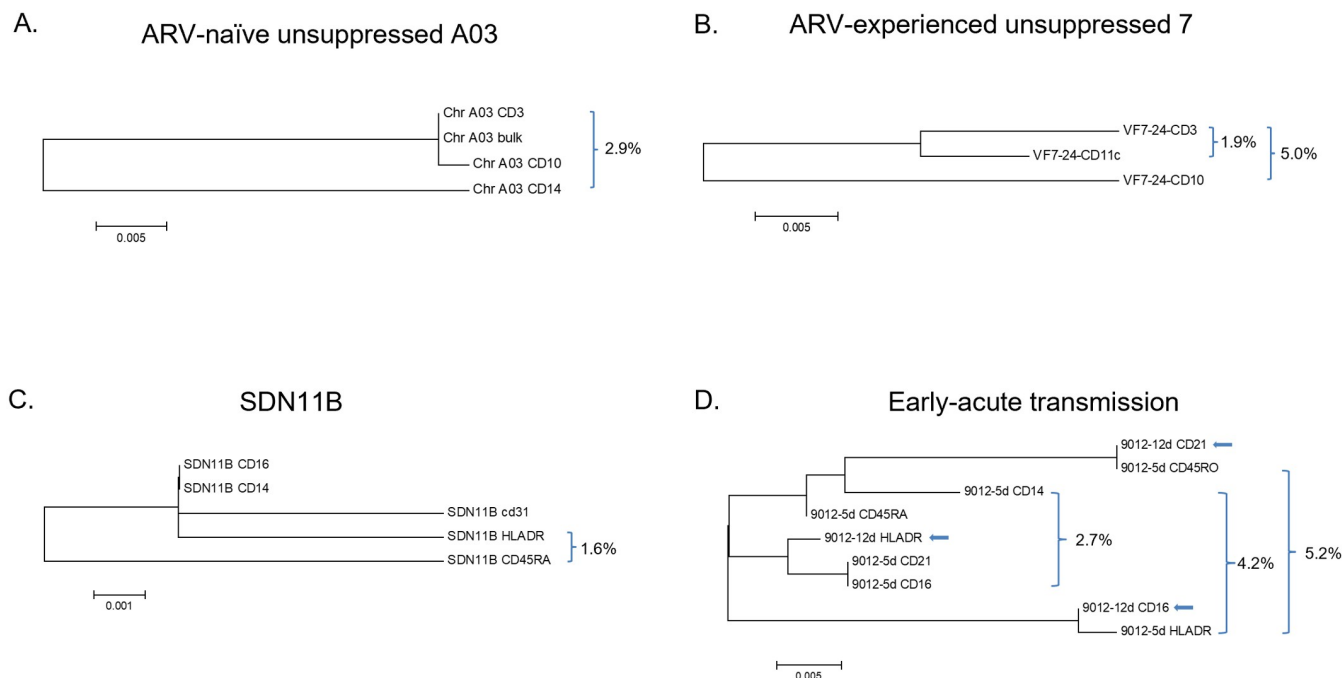 A.
ARV-naïve unsuppressed A03
Chr A03 CD3
Chr A03 bulk
Chr A03 CD10
Chr A03 CD14
2.9%
0.005
B.
ARV-experienced unsuppressed 7
VF7-24-CD3
VF7-24-CD11c
VF7-24-CD10
1.9%
5.0%
0.005
C.
SDN11B
SDN11B CD16
SDN11B CD14
SDN11B cd31
SDN11B HLADR
SDN11B CD45RA
1.6%
0.001
D.
Early-acute transmission
9012-12d CD21
9012-5d CD45RO
9012-5d CD14
9012-5d CD45RA
9012-12d HLADR
9012-5d CD21
9012-5d CD16
9012-12d CD16
9012-5d HLADR
2.7%
4.2%
5.2%
0.005